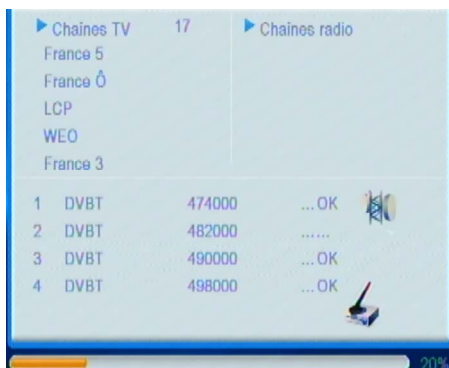 Chaines TV 17 Chaines radio
France 5
France Ô
LCP
WEO
France 3
1 DVBT 474000 ...OK
2 DVBT 482000 ......
3 DVBT 490000 ...OK
4 DVBT 498000 ...OK
20%